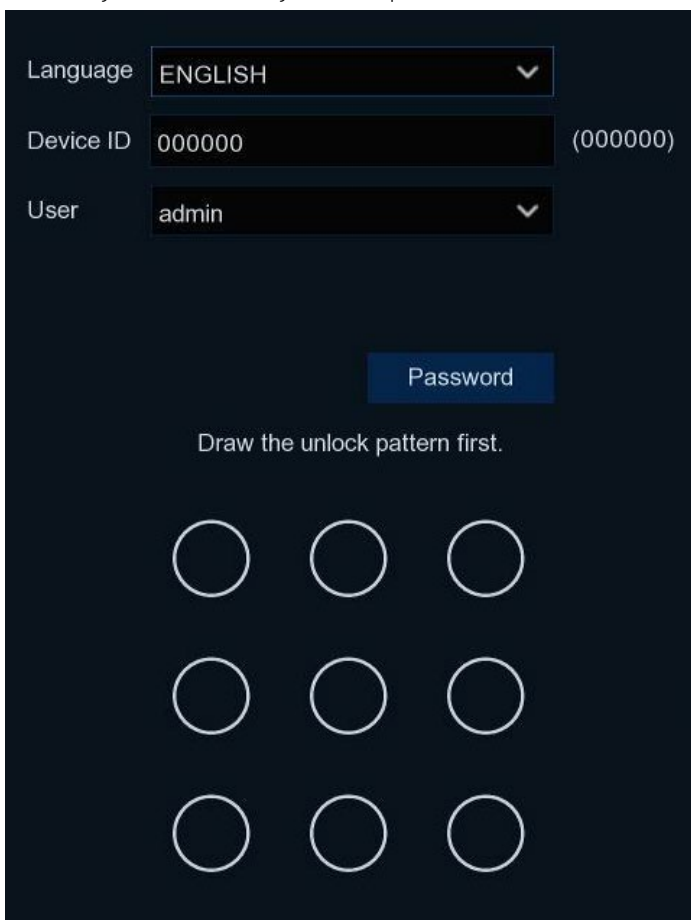 Language ENGLISH
Device ID 000000 (000000)
User admin
Password
Draw the unlock pattern first.